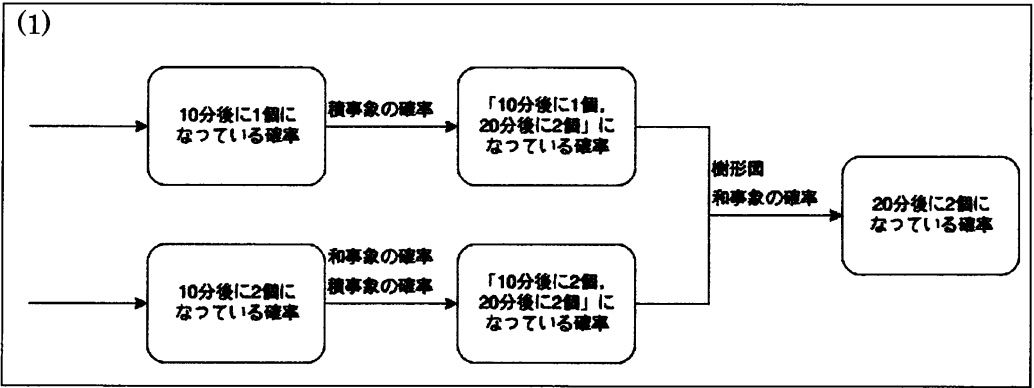 (1)
10分後に1個に
なっている確率
積事象の確率
「10分後に1個,
20分後に2個」に
なっている確率
樹形図
和事象の確率
20分後に2個に
なっている確率
10分後に2個に
なっている確率
和事象の確率
積事象の確率
「10分後に2個,
20分後に2個」に
なっている確率